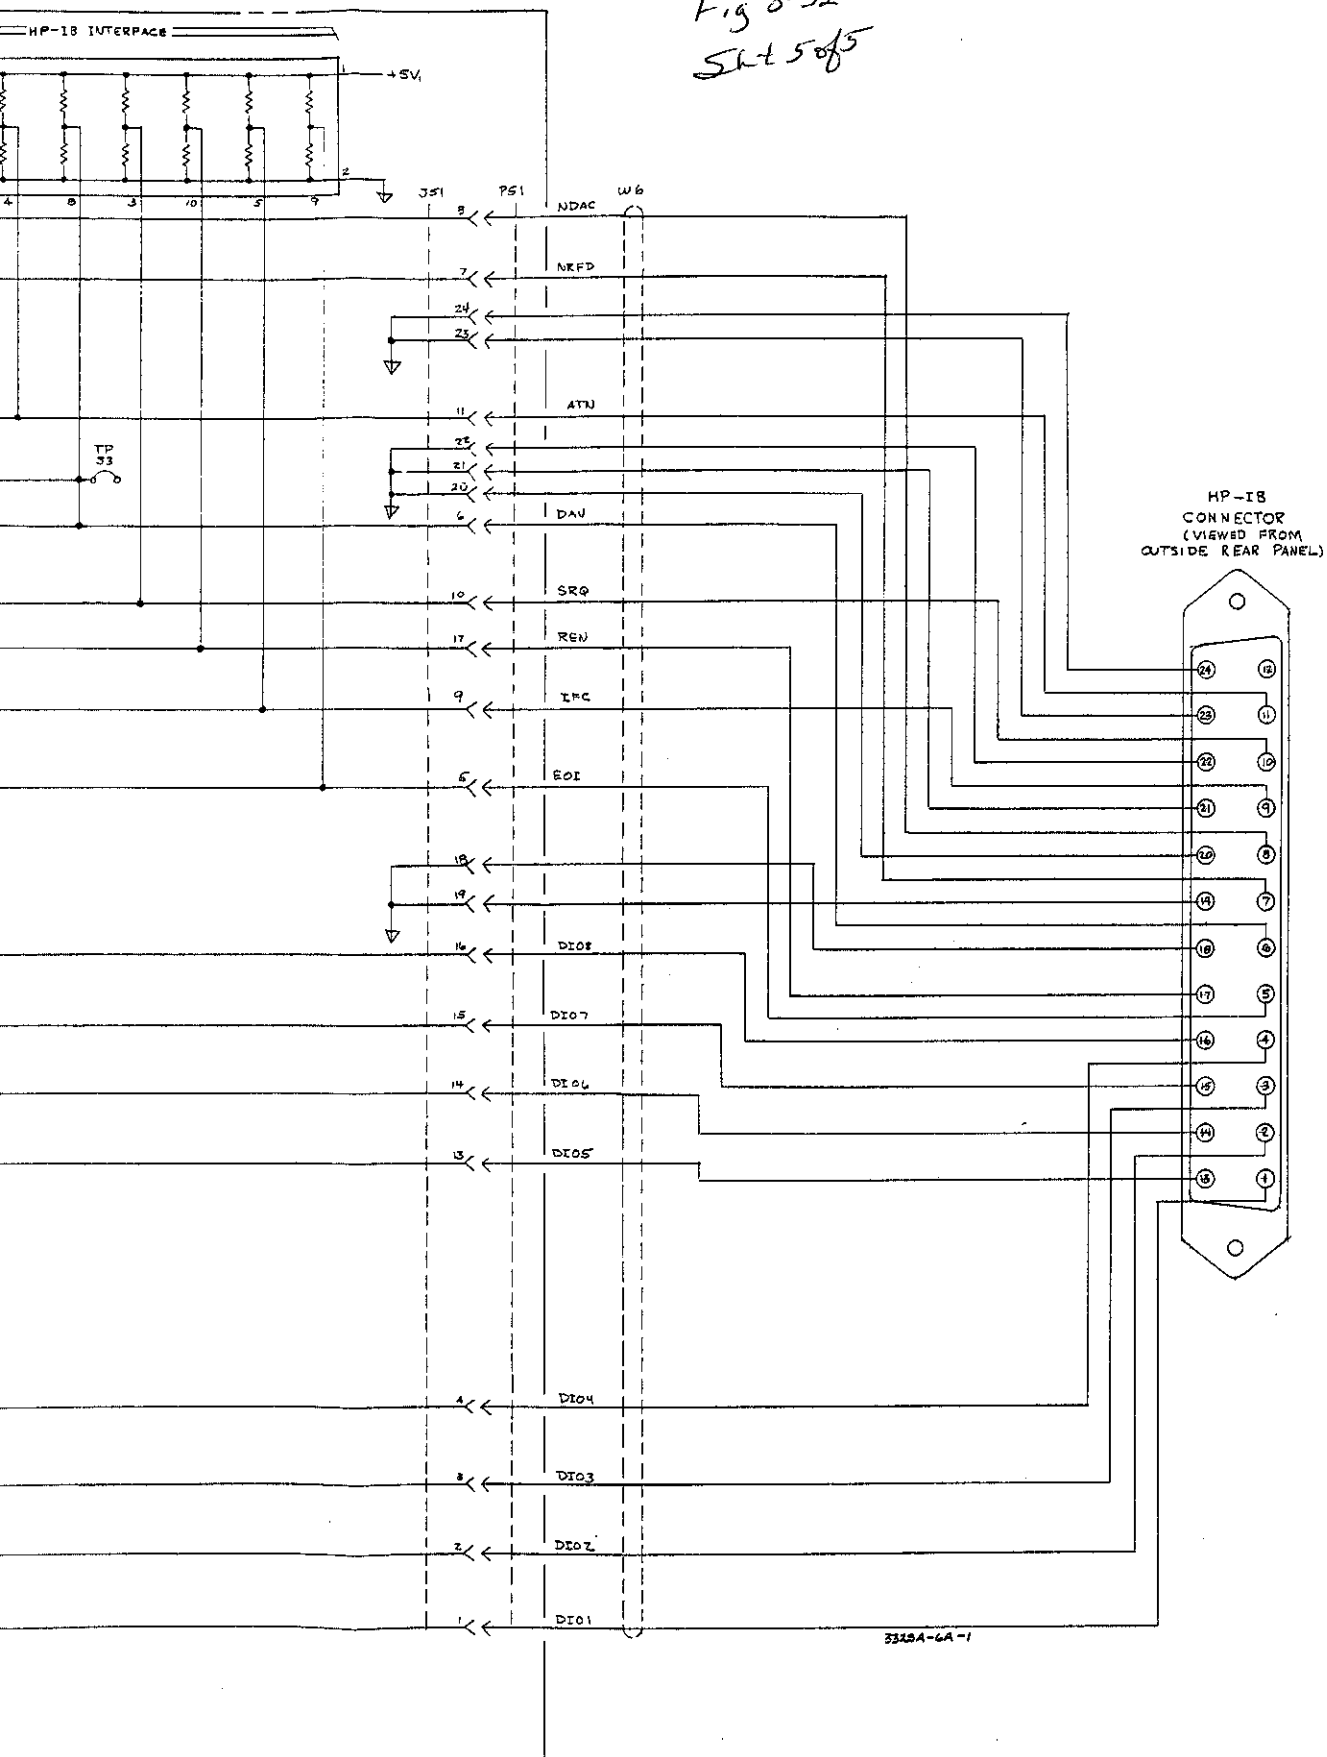 Fig 8-32
Sht 5 of 5
HP-IB INTERFACE
1
+5V1
2
4 8 3 10 5 9
J51 P51 W6
8 NDAC
7 NRFD
24
23
11 ATN
22
TP
33
21
20
6 DAV
HP-IB
CONNECTOR
(VIEWED FROM
OUTSIDE REAR PANEL)
10 SRQ
17 REN
24 12
9 IFC
23 11
22 10
5 EOI
21 9
20 8
18
19
19 7
16 DIO8
18 6
17 5
15 DIO7
16 4
14 DIO6
15 3
14 2
13 DIO5
13 1
4 DIO4
3 DIO3
2 DIO2
1 DIO1
3325A-6A-1